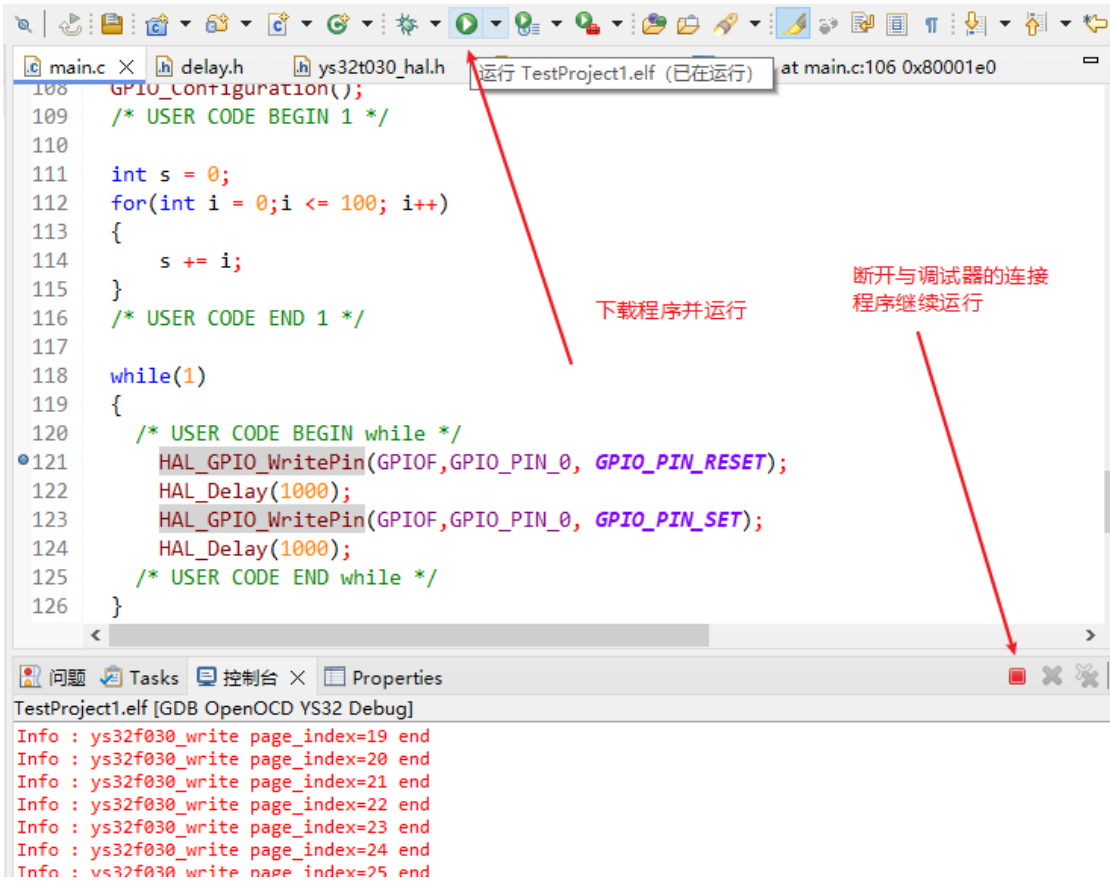 main.c
delay.h
ys32t030_hal.h
运行 TestProject1.elf（已在运行）
at main.c:106 0x80001e0
108 GPIO_Configuration();
109 /* USER CODE BEGIN 1 */
110
111 int s = 0;
112 for(int i = 0;i <= 100; i++)
113 {
114 s += i;
115 }
116 /* USER CODE END 1 */
117
118 while(1)
119 {
120 /* USER CODE BEGIN while */
121 HAL_GPIO_WritePin(GPIOF,GPIO_PIN_0, GPIO_PIN_RESET);
122 HAL_Delay(1000);
123 HAL_GPIO_WritePin(GPIOF,GPIO_PIN_0, GPIO_PIN_SET);
124 HAL_Delay(1000);
125 /* USER CODE END while */
126 }
下载程序并运行
断开与调试器的连接
程序继续运行
问题
Tasks
控制台
Properties
TestProject1.elf [GDB OpenOCD YS32 Debug]
Info : ys32f030_write page_index=19 end
Info : ys32f030_write page_index=20 end
Info : ys32f030_write page_index=21 end
Info : ys32f030_write page_index=22 end
Info : ys32f030_write page_index=23 end
Info : ys32f030_write page_index=24 end
Info : ys32f030_write page_index=25 end